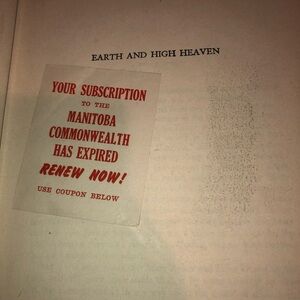 EARTH AND HIGH HEAVEN
YOUR SUBSCRIPTION
TO THE
MANITOBA
COMMONWEALTH
HAS EXPIRED
RENEW NOW!
USE COUPON BELOW